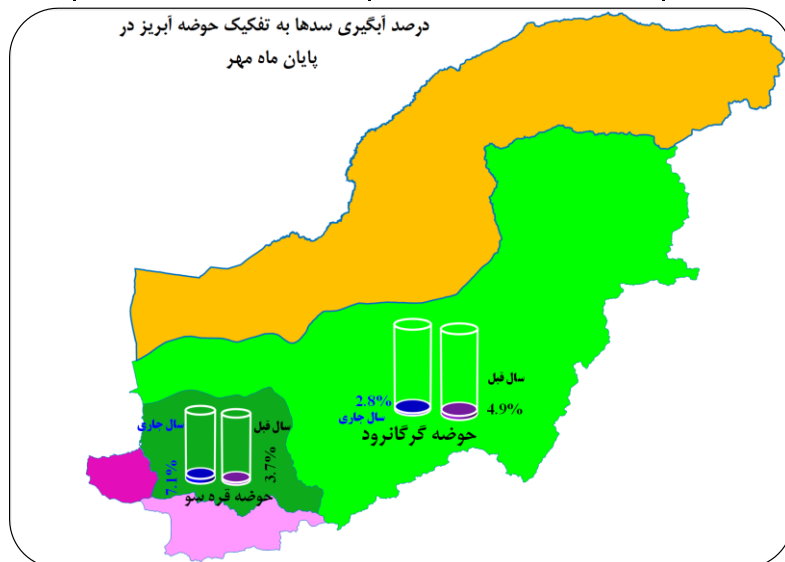 درصد آبگیری سدها به تفکیک حوضه آبریز در
پایان ماه مهر
سال قبل
4.9%
2.8%
سال جاری
حوضه گرگانرود
سال قبل
3.7%
سال جاری
7.1%
حوضه قره سو